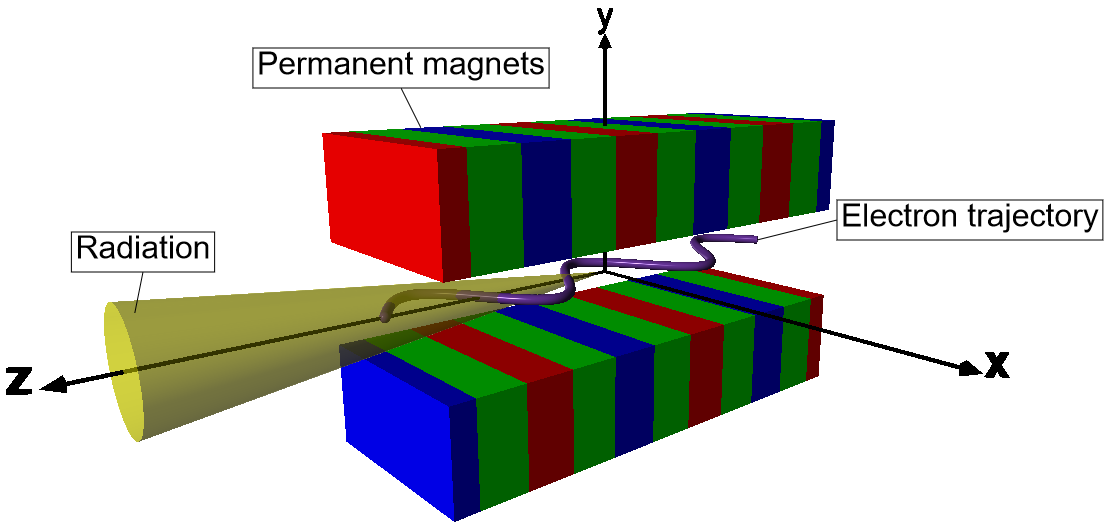 y
Permanent magnets
Electron trajectory
Radiation
x
z